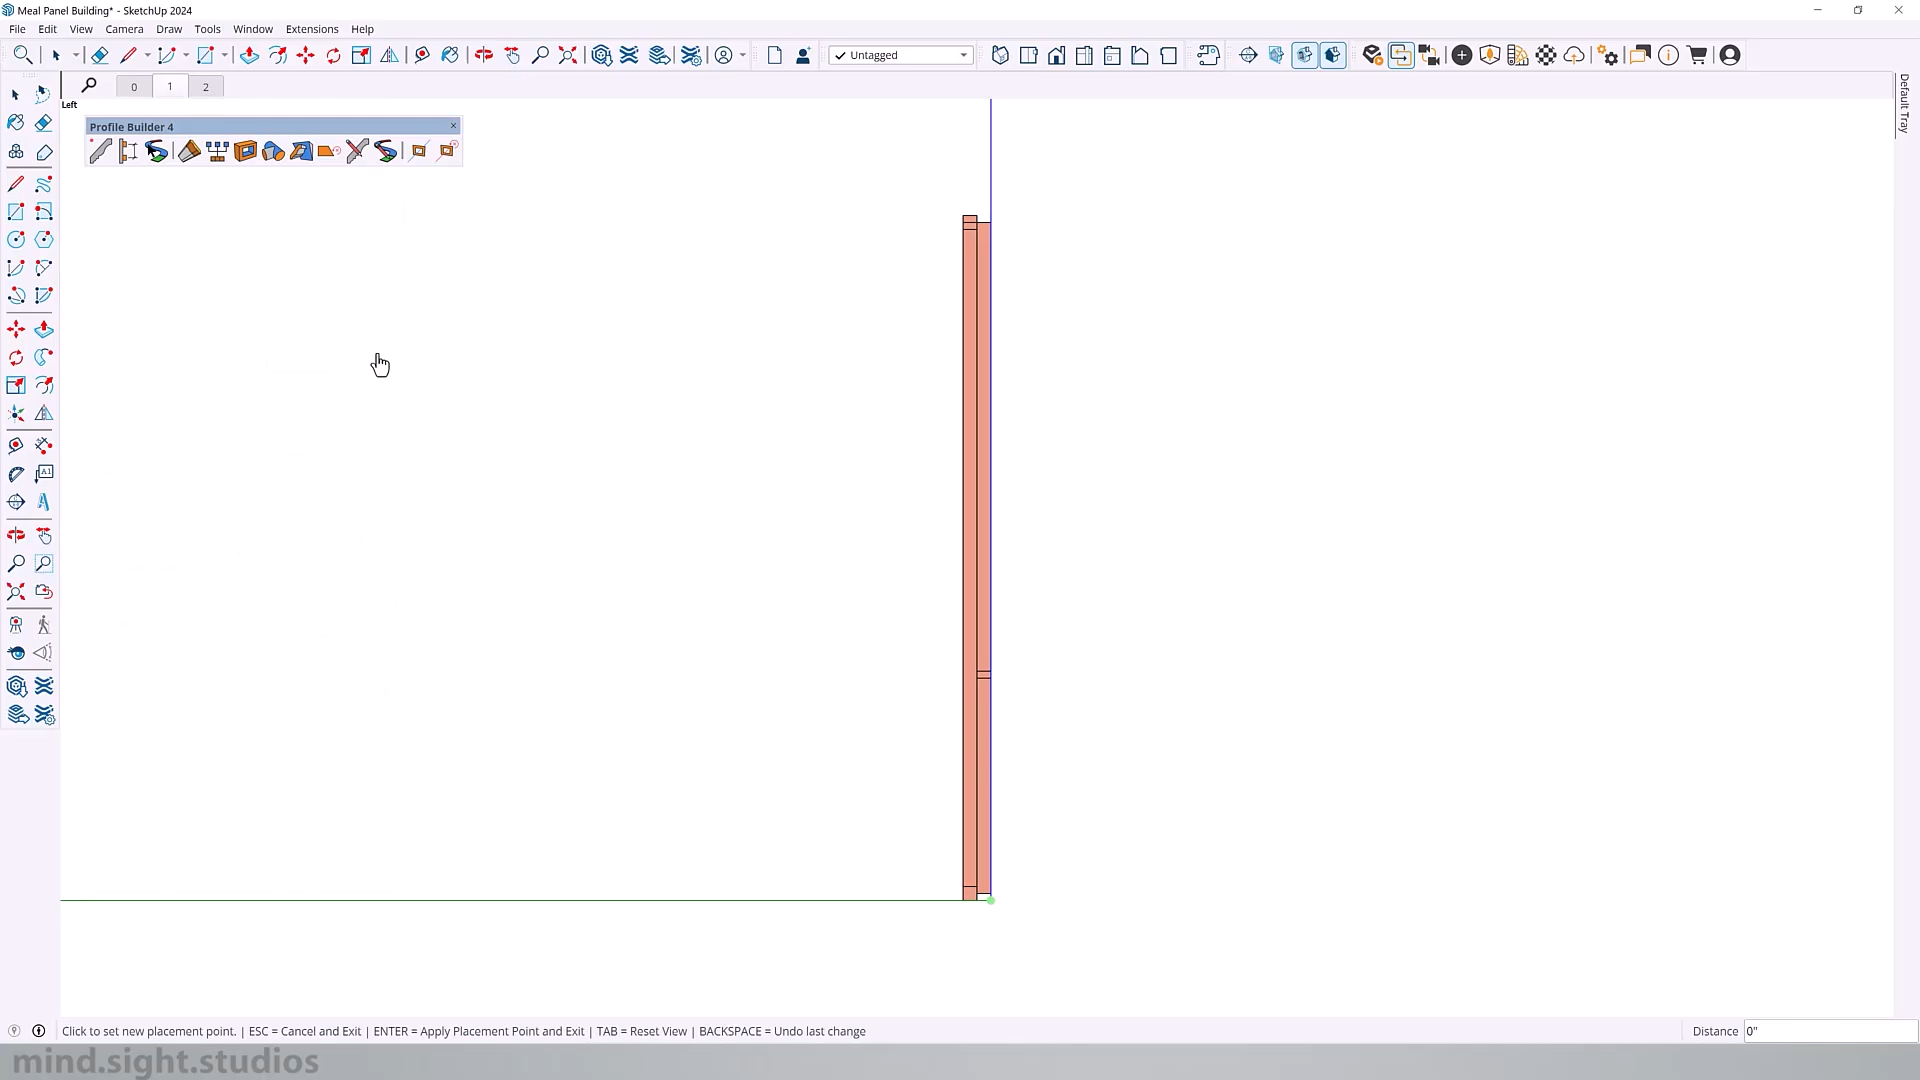 Meal Panel Building* - SketchUp 2024
File Edit View Camera Draw Tools Window Extensions Help
Untagged
0 1 2
Left
Profile Builder 4
Default Tray
A1
Click to set new placement point. | ESC = Cancel and Exit | ENTER = Apply Placement Point and Exit | TAB = Reset View | BACKSPACE = Undo last change
Distance 0"
mind.sight.studios